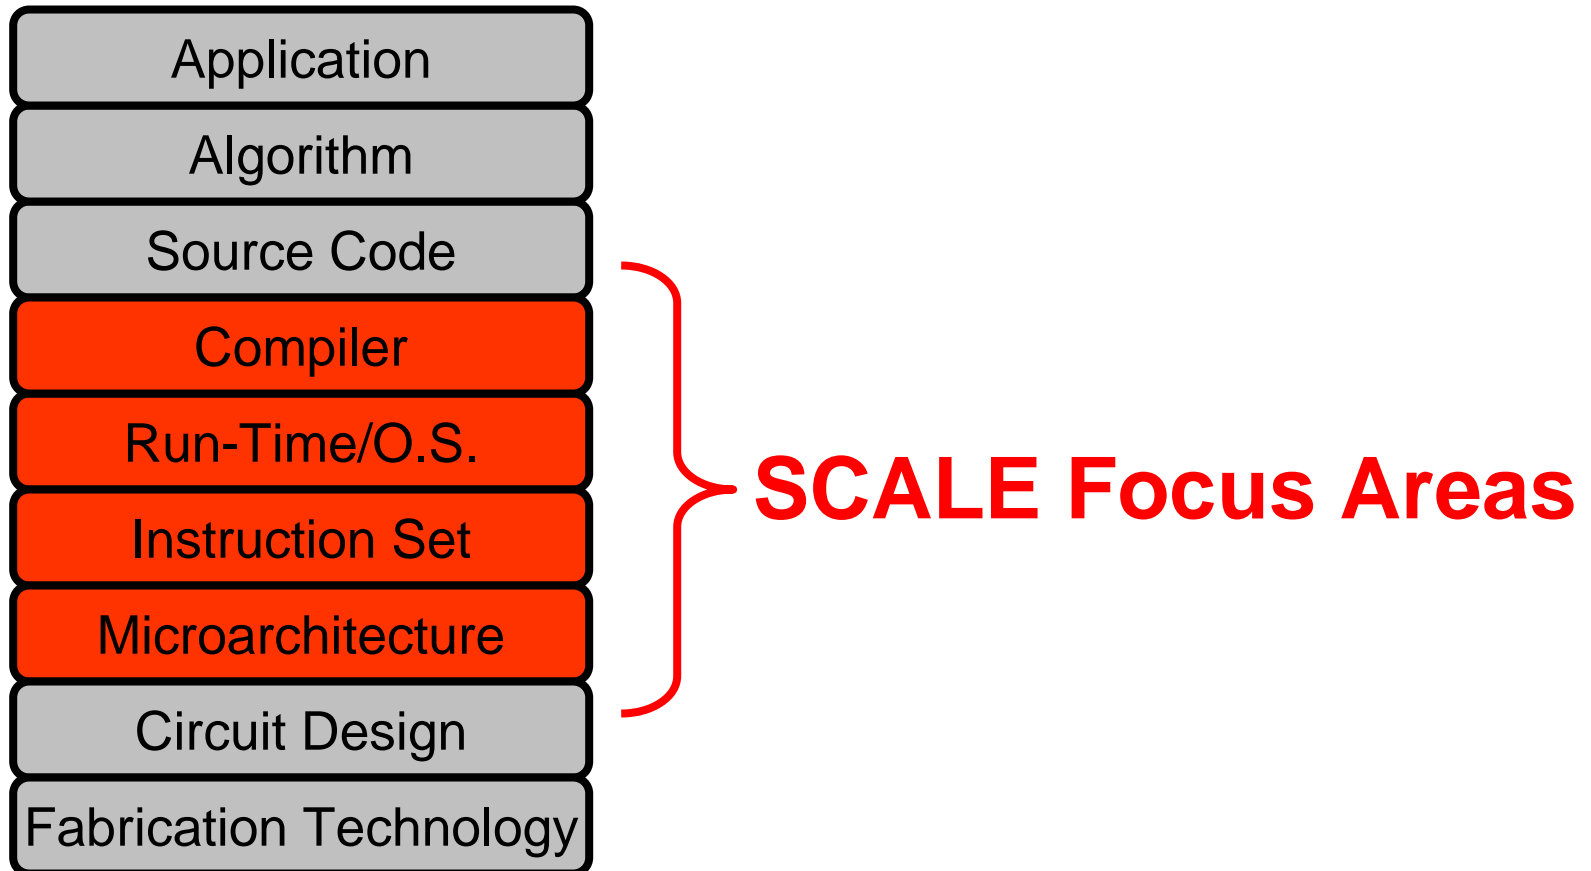 Application
Algorithm
Source Code
Compiler
Run-Time/O.S.
Instruction Set
Microarchitecture
Circuit Design
Fabrication Technology
SCALE Focus Areas